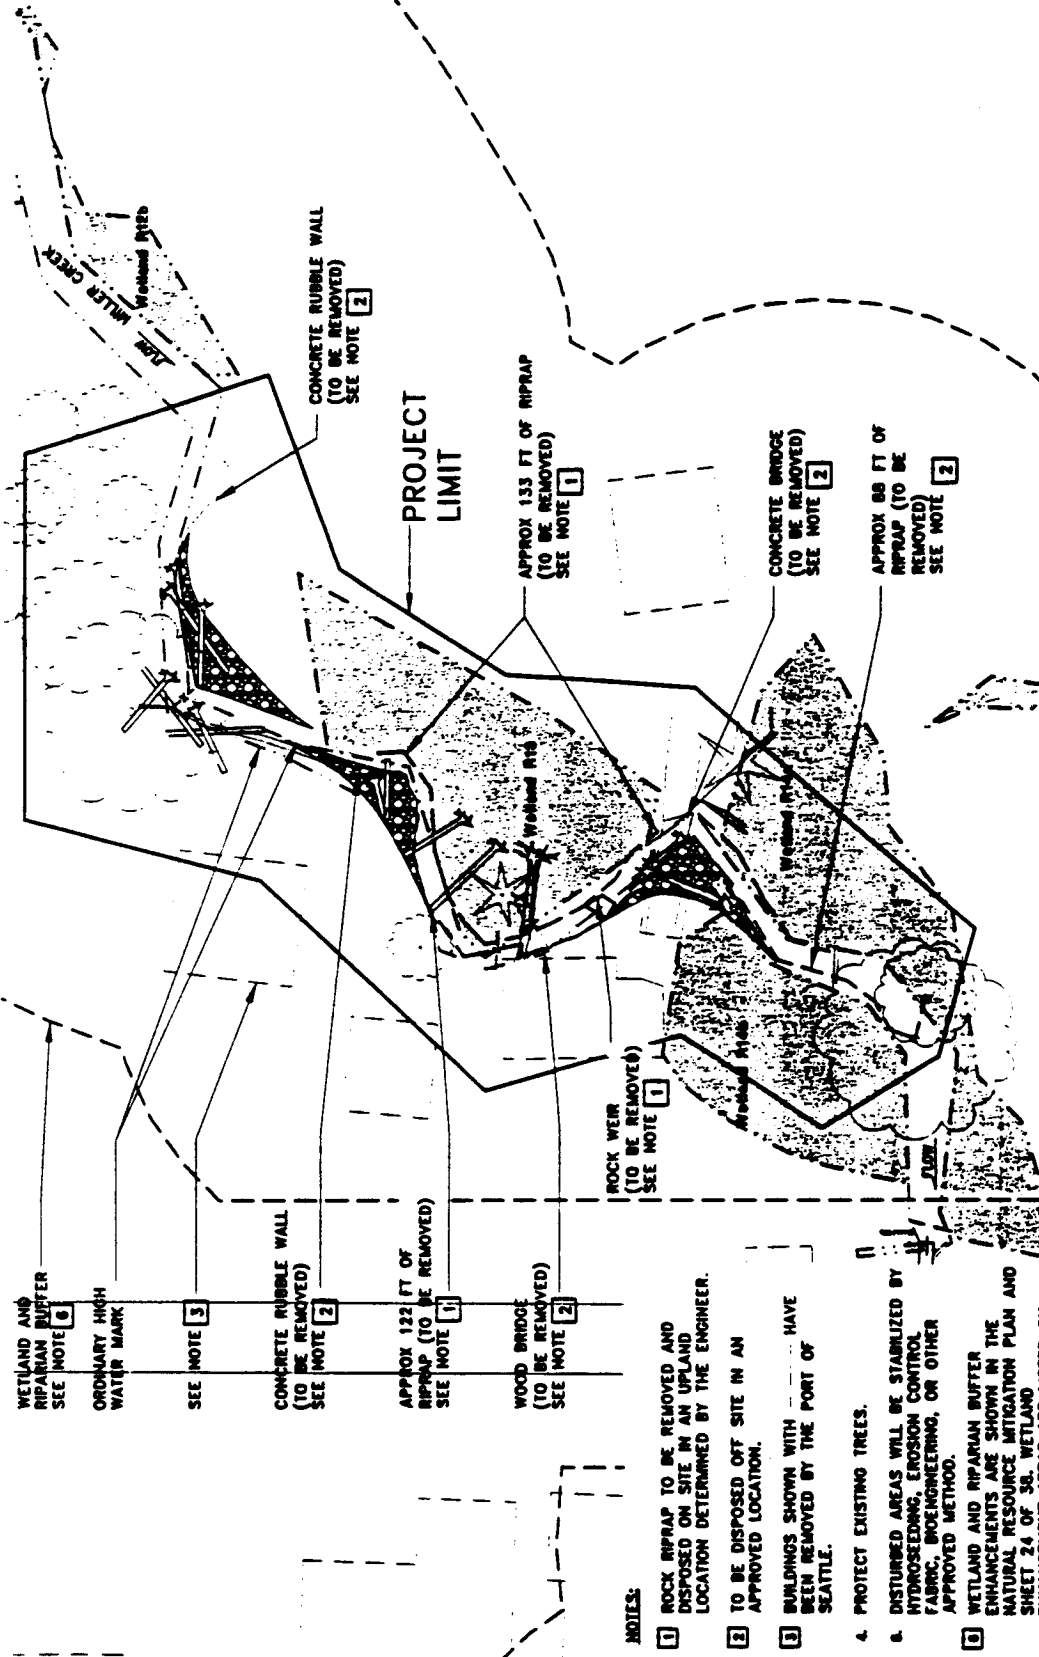 WETLAND AND
RIPARIAN BUFFER
SEE NOTE 6
ORDINARY HIGH
WATER MARK
SEE NOTE 3
CONCRETE RUBBLE WALL
(TO BE REMOVED)
SEE NOTE 2
APPROX 122 FT OF
RIPRAP (TO BE REMOVED)
SEE NOTE 1
WOOD BRIDGE
(TO BE REMOVED)
SEE NOTE 2
ROCK WEIR
(TO BE REMOVED)
SEE NOTE 1
FLOW
MILLER CREEK
FLOW
Wetland R12b
CONCRETE RUBBLE WALL
(TO BE REMOVED)
SEE NOTE 2
PROJECT
LIMIT
APPROX 133 FT OF RIPRAP
(TO BE REMOVED)
SEE NOTE 1
CONCRETE BRIDGE
(TO BE REMOVED)
SEE NOTE 2
APPROX 88 FT OF
RIPRAP (TO BE
REMOVED)
SEE NOTE 2
Wetland R13
Wetland
Wetland
NOTES:
1 ROCK RIPRAP TO BE REMOVED AND
DISPOSED ON SITE IN AN UPLAND
LOCATION DETERMINED BY THE ENGINEER.
2 TO BE DISPOSED OFF SITE IN AN
APPROVED LOCATION.
3 BUILDINGS SHOWN WITH - - - - HAVE
BEEN REMOVED BY THE PORT OF
SEATTLE.
4. PROTECT EXISTING TREES.
DISTURBED AREAS WILL BE STABILIZED BY
HYDROSEEDING, EROSION CONTROL
FABRIC, BIOENGINEERING, OR OTHER
APPROVED METHOD.
6 WETLAND AND RIPARIAN BUFFER
ENHANCEMENTS ARE SHOWN IN THE
NATURAL RESOURCE MITIGATION PLAN AND
SHEET 24 OF 38. WETLAND